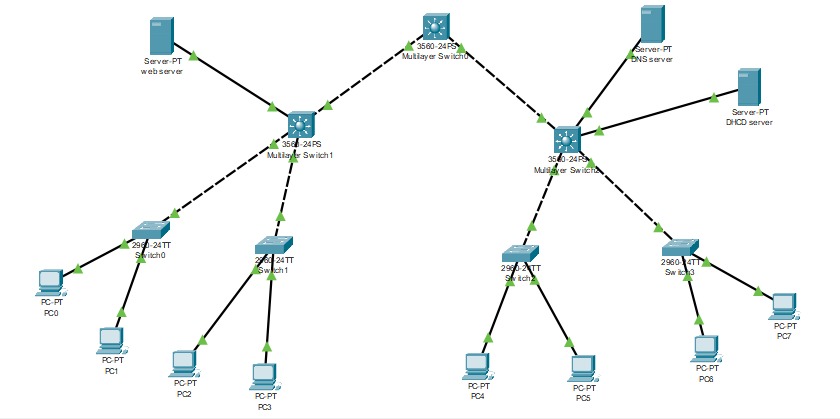 3560-24PS
Multilayer Switch0
Server-PT
web server
Server-PT
DNS server
Server-PT
DHCD server
3560-24PS
Multilayer Switch1
3560-24PS
Multilayer Switch2
2960-24TT
Switch0
2960-24TT
Switch1
2960-24TT
Switch2
2960-24TT
Switch3
PC-PT
PC0
PC-PT
PC1
PC-PT
PC2
PC-PT
PC3
PC-PT
PC4
PC-PT
PC5
PC-PT
PC6
PC-PT
PC7